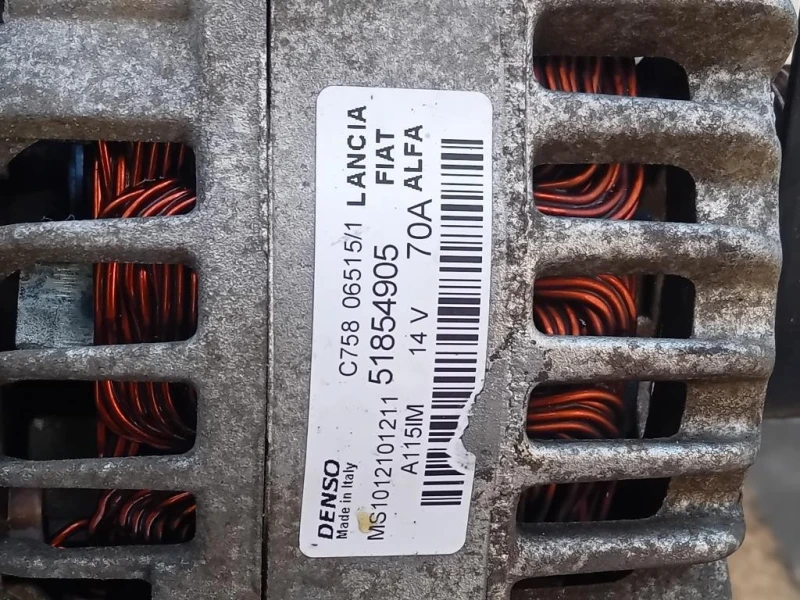 DENSO
Made in Italy
C758 06515/1
LANCIA
FIAT
ALFA
MS1012101211
51854905
A115IM
14 V
70A